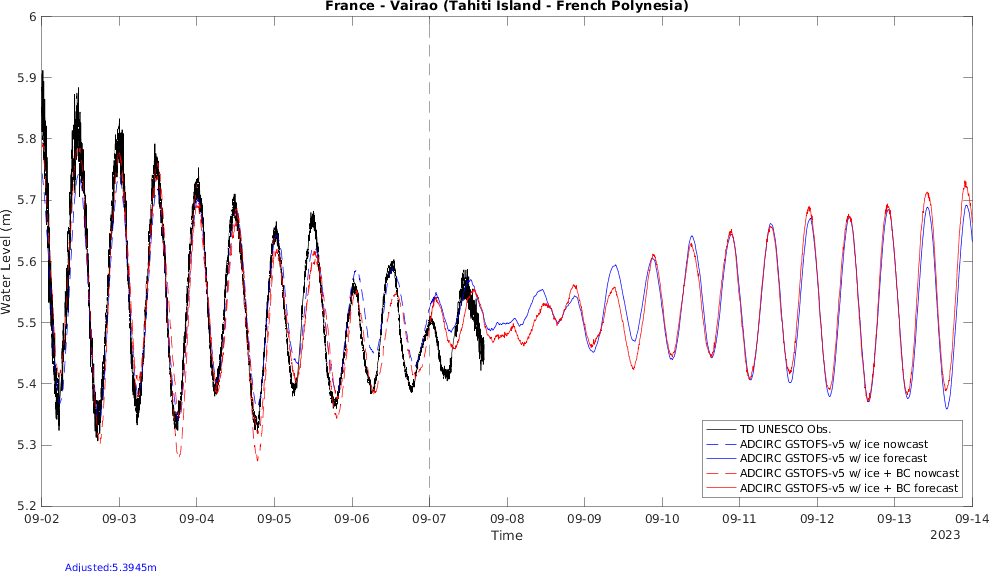 France - Vairao (Tahiti Island - French Polynesia)
6
5.9
5.8
5.7
5.6
5.5
5.4
5.3
5.2
Water Level (m)
09-02 09-03 09-04 09-05 09-06 09-07 09-08 09-09 09-10 09-11 09-12 09-13 09-14
Time
2023
TD UNESCO Obs.
ADCIRC GSTOFS-v5 w/ ice nowcast
ADCIRC GSTOFS-v5 w/ ice forecast
ADCIRC GSTOFS-v5 w/ ice + BC nowcast
ADCIRC GSTOFS-v5 w/ ice + BC forecast
Adjusted:5.3945m